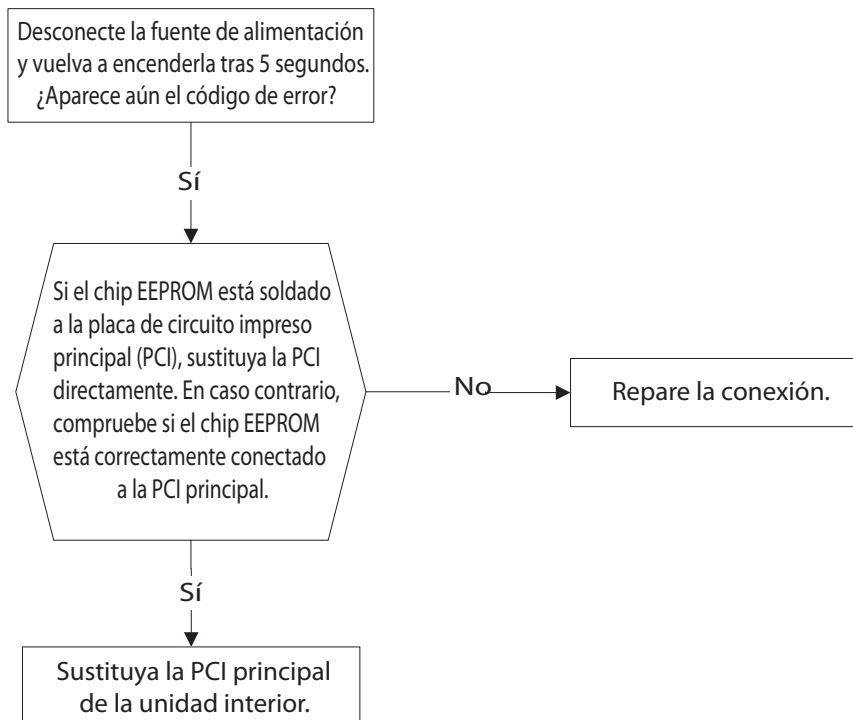 Desconecte la fuente de alimentación
y vuelva a encenderla tras 5 segundos.
¿Aparece aún el código de error?
Sí
Si el chip EEPROM está soldado
a la placa de circuito impreso
principal (PCI), sustituya la PCI
directamente. En caso contrario,
compruebe si el chip EEPROM
está correctamente conectado
a la PCI principal.
No
Repare la conexión.
Sí
Sustituya la PCI principal
de la unidad interior.